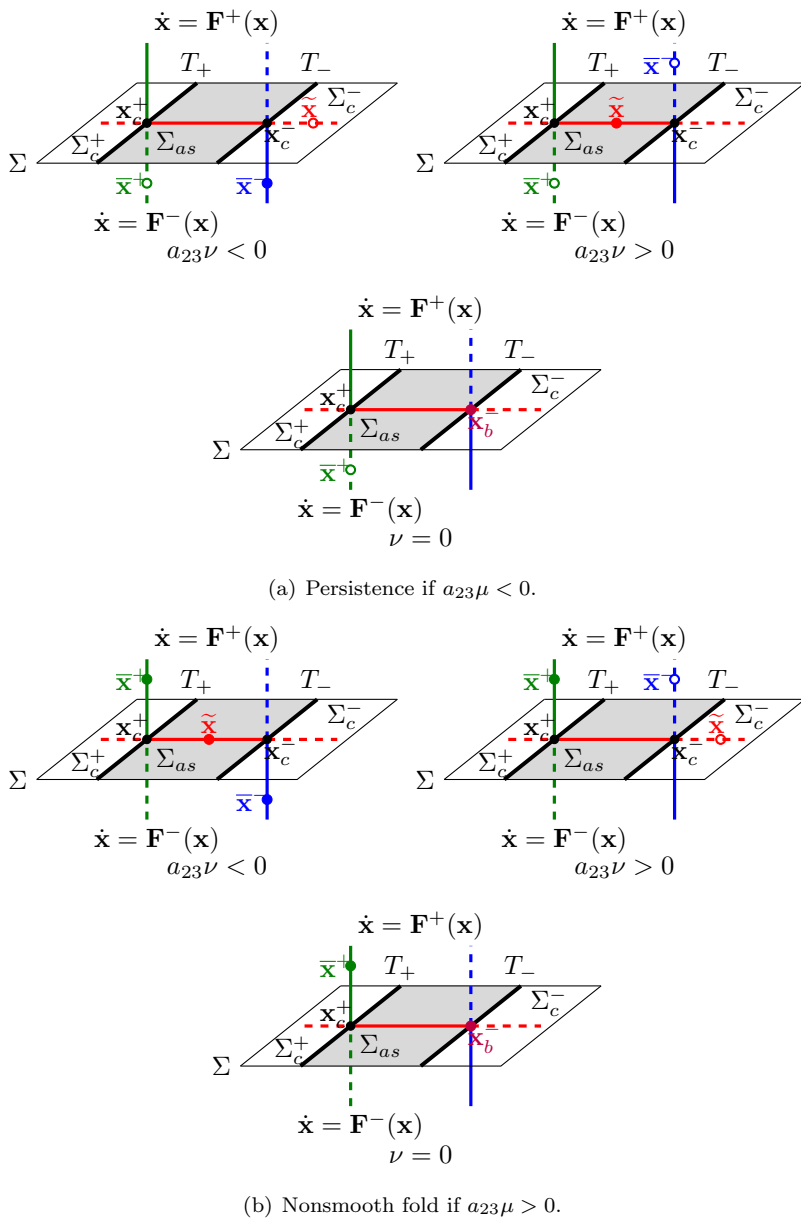 ẋ = F⁺(x) ẋ = F⁺(x)
T₊ T₋ x̄⁻ T₊ T₋
x_c⁺ x̃ Σ_c⁻ x_c⁺ x̃ Σ_c⁻
Σ Σ_c⁺ Σ_as x_c⁻ Σ Σ_c⁺ Σ_as x_c⁻
x̄⁺ x̄⁻ x̄⁺
ẋ = F⁻(x) ẋ = F⁻(x)
a₂₃ν < 0 a₂₃ν > 0
ẋ = F⁺(x)
T₊ T₋
x_c⁺ Σ_c⁻
Σ Σ_c⁺ Σ_as x_b⁻
x̄⁺
ẋ = F⁻(x)
ν = 0
(a) Persistence if a₂₃μ < 0.
ẋ = F⁺(x) ẋ = F⁺(x)
x̄⁺ T₊ T₋ x̄⁺ x̄⁻ T₊ T₋
x_c⁺ x̃ Σ_c⁻ x_c⁺ Σ_c⁻ x̃
Σ Σ_c⁺ Σ_as x_c⁻ Σ Σ_c⁺ Σ_as x_c⁻
x̄⁻
ẋ = F⁻(x) ẋ = F⁻(x)
a₂₃ν < 0 a₂₃ν > 0
ẋ = F⁺(x)
x̄⁺ T₊ T₋
x_c⁺ Σ_c⁻
Σ Σ_c⁺ Σ_as x_b⁻
ẋ = F⁻(x)
ν = 0
(b) Nonsmooth fold if a₂₃μ > 0.